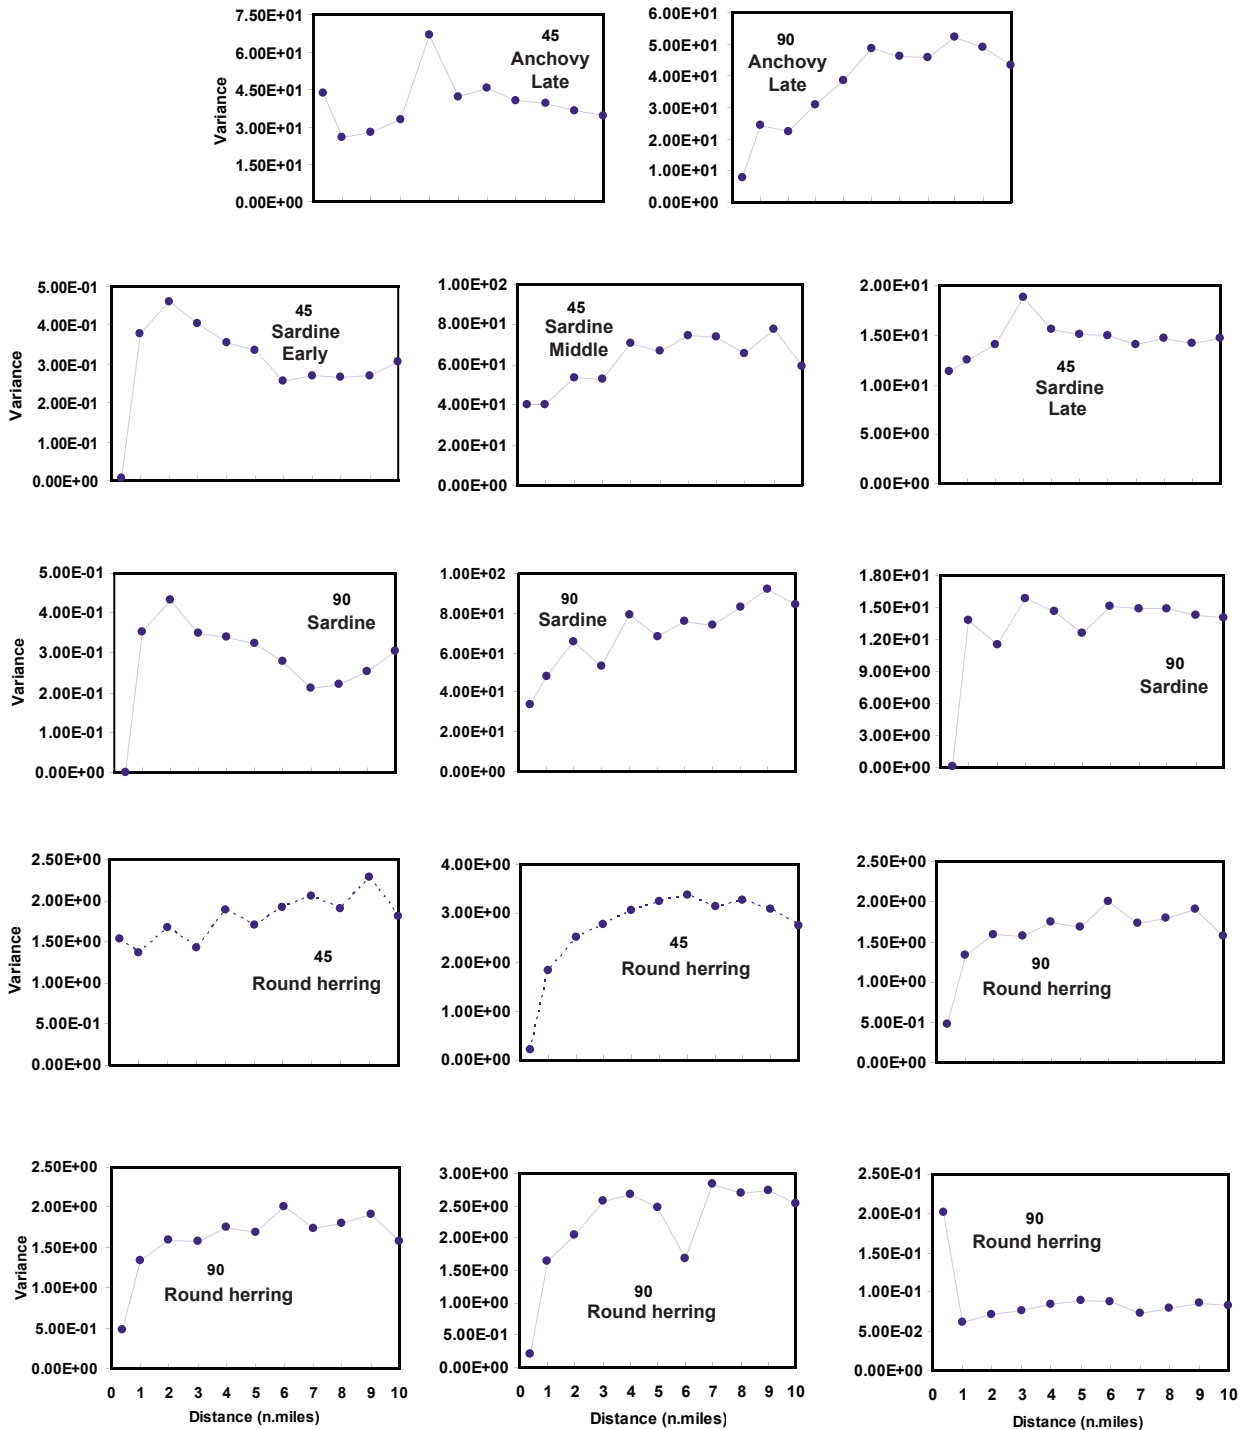 7.50E+01
6.00E+01
4.50E+01
3.00E+01
1.50E+01
0.00E+00
Variance
45
Anchovy
Late
6.00E+01
5.00E+01
4.00E+01
3.00E+01
2.00E+01
1.00E+01
0.00E+00
90
Anchovy
Late
5.00E-01
4.00E-01
3.00E-01
2.00E-01
1.00E-01
0.00E+00
Variance
45
Sardine
Early
1.00E+02
8.00E+01
6.00E+01
4.00E+01
2.00E+01
0.00E+00
45
Sardine
Middle
2.00E+01
1.50E+01
1.00E+01
5.00E+00
0.00E+00
45
Sardine
Late
5.00E-01
4.00E-01
3.00E-01
2.00E-01
1.00E-01
0.00E+00
Variance
90
Sardine
1.00E+02
8.00E+01
6.00E+01
4.00E+01
2.00E+01
0.00E+00
90
Sardine
1.80E+01
1.50E+01
1.20E+01
9.00E+00
6.00E+00
3.00E+00
0.00E+00
90
Sardine
2.50E+00
2.00E+00
1.50E+00
1.00E+00
5.00E-01
0.00E+00
Variance
45
Round herring
4.00E+00
3.00E+00
2.00E+00
1.00E+00
0.00E+00
45
Round herring
2.50E+00
2.00E+00
1.50E+00
1.00E+00
5.00E-01
0.00E+00
90
Round herring
2.50E+00
2.00E+00
1.50E+00
1.00E+00
5.00E-01
0.00E+00
Variance
90
Round herring
0 1 2 3 4 5 6 7 8 9 10
Distance (n.miles)
3.00E+00
2.50E+00
2.00E+00
1.50E+00
1.00E+00
5.00E-01
0.00E+00
90
Round herring
0 1 2 3 4 5 6 7 8 9 10
Distance (n.miles)
2.50E-01
2.00E-01
1.50E-01
1.00E-01
5.00E-02
0.00E+00
90
Round herring
0 1 2 3 4 5 6 7 8 9 10
Distance (n.miles)